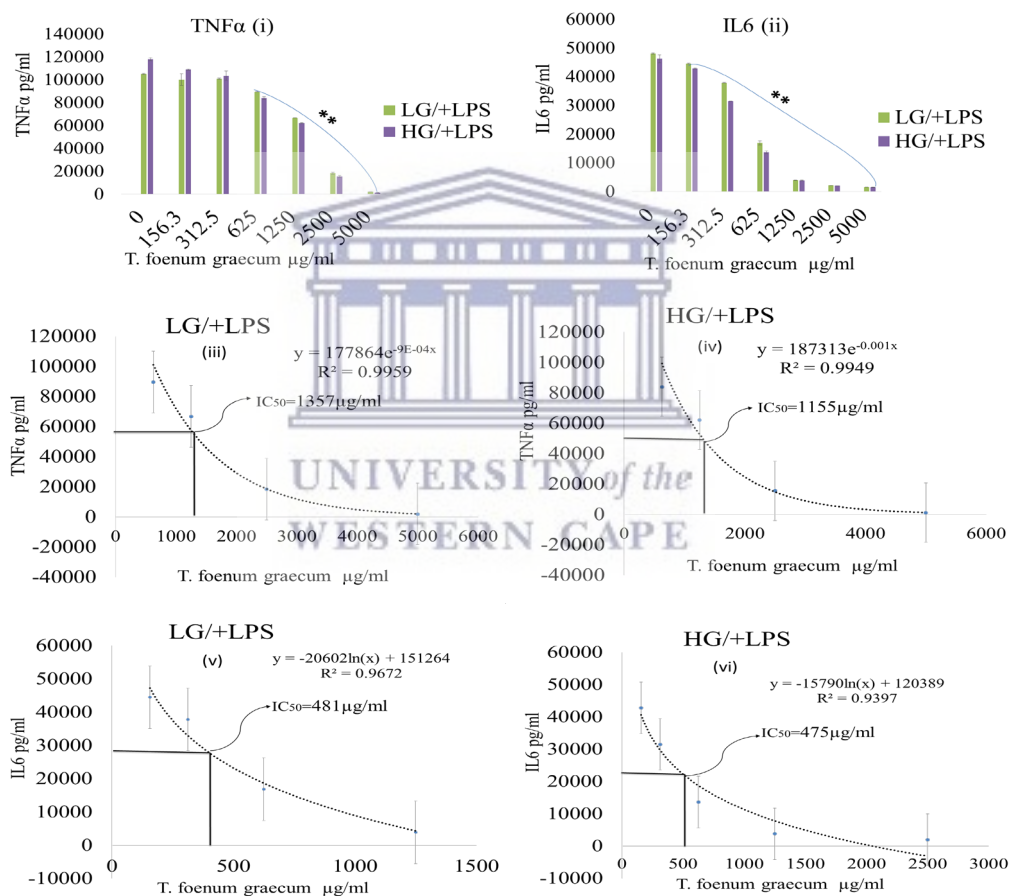 TNFα (i)
140000
120000
100000
80000
60000
40000
20000
0
TNFα pg/ml
**
LG/+LPS
HG/+LPS
0
156.3
312.5
625
1250
2500
5000
T. foenum graecum µg/ml
IL6 (ii)
60000
50000
40000
30000
20000
10000
0
IL6 pg/ml
**
LG/+LPS
HG/+LPS
0
156.3
312.5
625
1250
2500
5000
T. foenum graecum µg/ml
LG/+LPS
(iii)
y = 177864e-9E-04x
R² = 0.9959
IC50=1357µg/ml
120000
100000
80000
60000
40000
20000
0
-20000
-40000
TNFα pg/ml
0 1000 2000 3000 4000 5000 6000
T. foenum graecum µg/ml
HG/+LPS
(iv)
y = 187313e-0.001x
R² = 0.9949
IC50=1155µg/ml
120000
100000
80000
60000
40000
20000
0
-20000
-40000
TNFα pg/ml
0 2000 4000 6000
T. foenum graecum µg/ml
UNIVERSITY of the
WESTERN CAPE
LG/+LPS
(v)
y = -20602ln(x) + 151264
R² = 0.9672
IC50=481µg/ml
60000
50000
40000
30000
20000
10000
0
-10000
IL6 pg/ml
0 500 1000 1500
T. foenum graecum µg/ml
HG/+LPS
(vi)
y = -15790ln(x) + 120389
R² = 0.9397
IC50=475µg/ml
60000
50000
40000
30000
20000
10000
0
-10000
IL6 pg/ml
0 500 1000 1500 2000 2500 3000
T. foenum graecum µg/ml